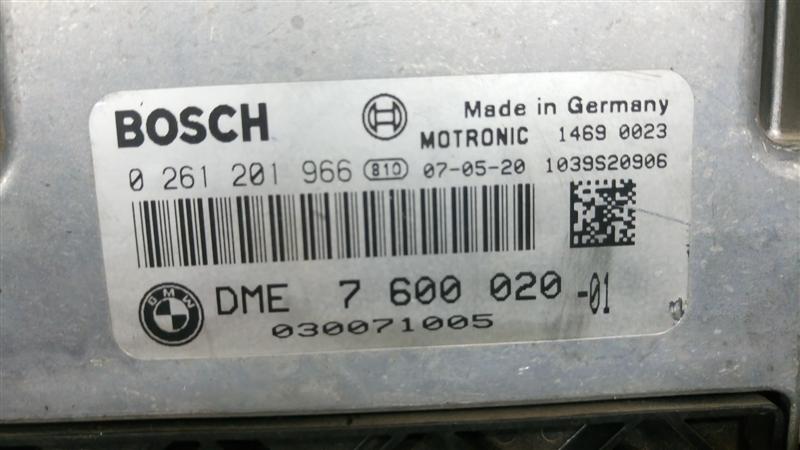 BOSCH
Made in Germany
MOTRONIC 1469 0023
0 261 201 966 810 07-05-20 1039S20906
BMW DME 7 600 020 -01
030071005